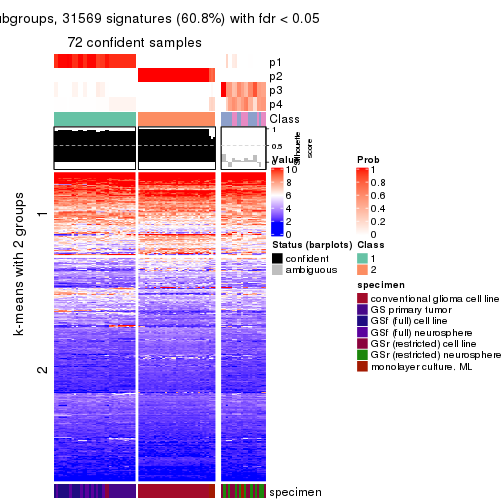 ubgroups, 31569 signatures (60.8%) with fdr < 0.05
72 confident samples
p1
p2
p3
p4
Class
1
0.5
0
Silhouette
score
k-means with 2 groups
1
2
Value
10
8
6
4
2
0
Prob
1
0.8
0.6
0.4
0.2
0
Status (barplots)
confident
ambiguous
Class
1
2
specimen
conventional glioma cell line
GS primary tumor
GSf (full) cell line
GSf (full) neurosphere
GSr (restricted) cell line
GSr (restricted) neurosphere
monolayer culture. ML
specimen